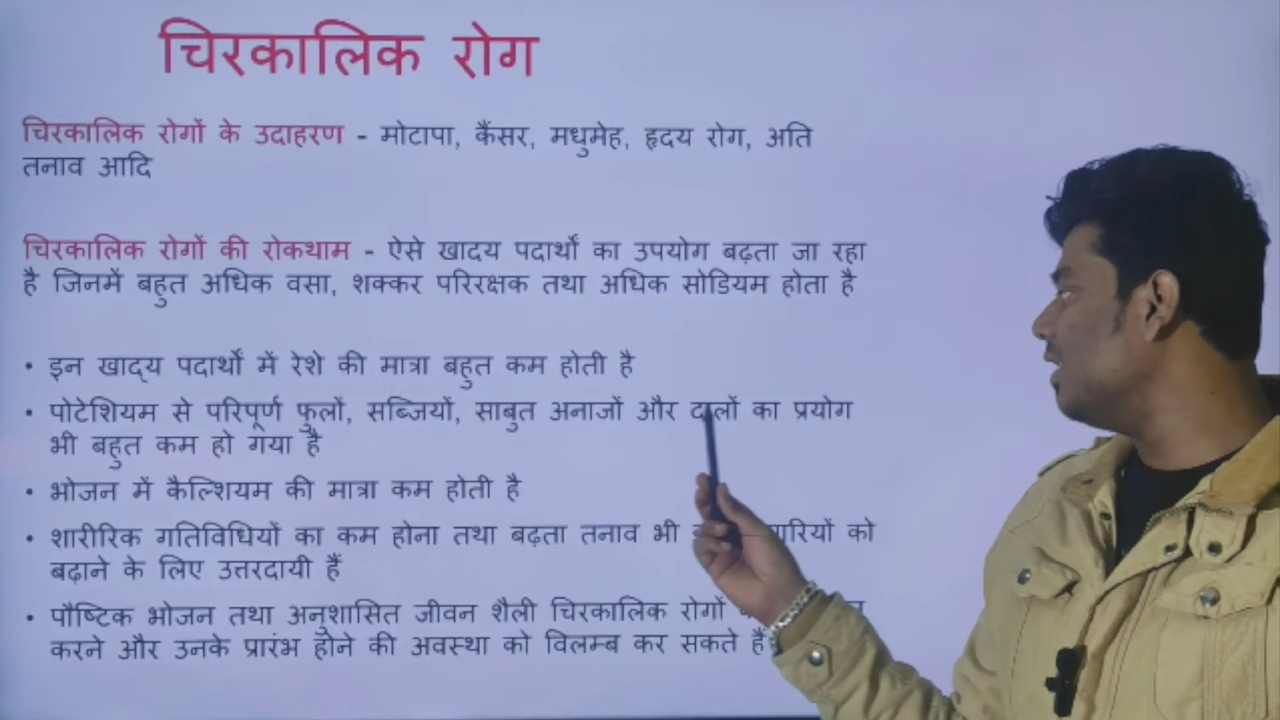 चिरकालिक रोग
चिरकालिक रोगों के उदाहरण - मोटापा, कैंसर, मधुमेह, हृदय रोग, अति
तनाव आदि
चिरकालिक रोगों की रोकथाम - ऐसे खादय पदार्थों का उपयोग बढ़ता जा रहा
है जिनमें बहुत अधिक वसा, शक्कर परिरक्षक तथा अधिक सोडियम होता है
• इन खाद्य पदार्थों में रेशे की मात्रा बहुत कम होती है
• पोटेशियम से परिपूर्ण फुलों, सब्जियों, साबुत अनाजों और दालों का प्रयोग
भी बहुत कम हो गया है
• भोजन में कैल्शियम की मात्रा कम होती है
• शारीरिक गतिविधियों का कम होना तथा बढ़ता तनाव भी को
बढ़ाने के लिए उत्तरदायी हैं
• पौष्टिक भोजन तथा अनुशासित जीवन शैली चिरकालिक रोगों
करने और उनके प्रारंभ होने की अवस्था को विलम्ब कर सकते हैं